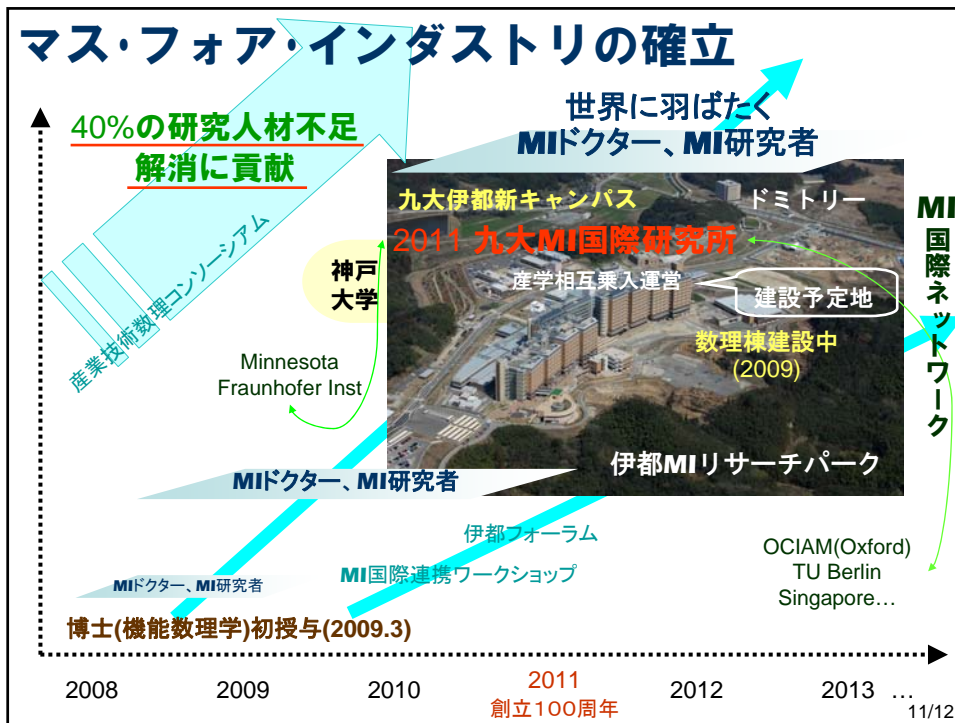 マス・フォア・インダストリの確立
世界に羽ばたく
MIドクター、MI研究者
40%の研究人材不足
解消に貢献
産業技術数理コンソーシアム
神戸
大学
九大伊都新キャンパス
ドミトリー
2011 九大MI国際研究所
産学相互乗入運営
建設予定地
数理棟建設中
(2009)
伊都MIリサーチパーク
MI国際ネットワーク
Minnesota
Fraunhofer Inst
MIドクター、MI研究者
伊都フォーラム
MI国際連携ワークショップ
OCIAM(Oxford)
TU Berlin
Singapore…
MIドクター、MI研究者
博士(機能数理学)初授与(2009.3)
2008 2009 2010 2011 2012 2013 …
創立100周年
11/12